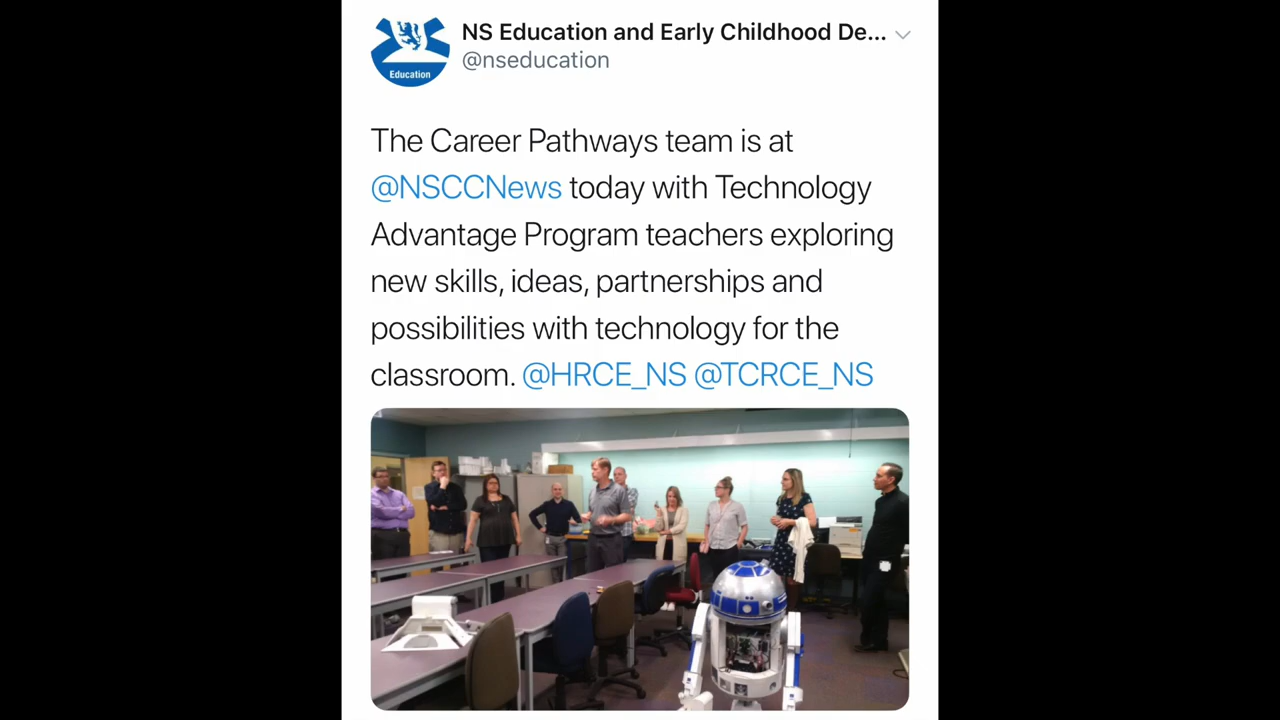 NS Education and Early Childhood De...
@nseducation
Education
The Career Pathways team is at
@NSCCNews today with Technology
Advantage Program teachers exploring
new skills, ideas, partnerships and
possibilities with technology for the
classroom. @HRCE_NS @TCRCE_NS